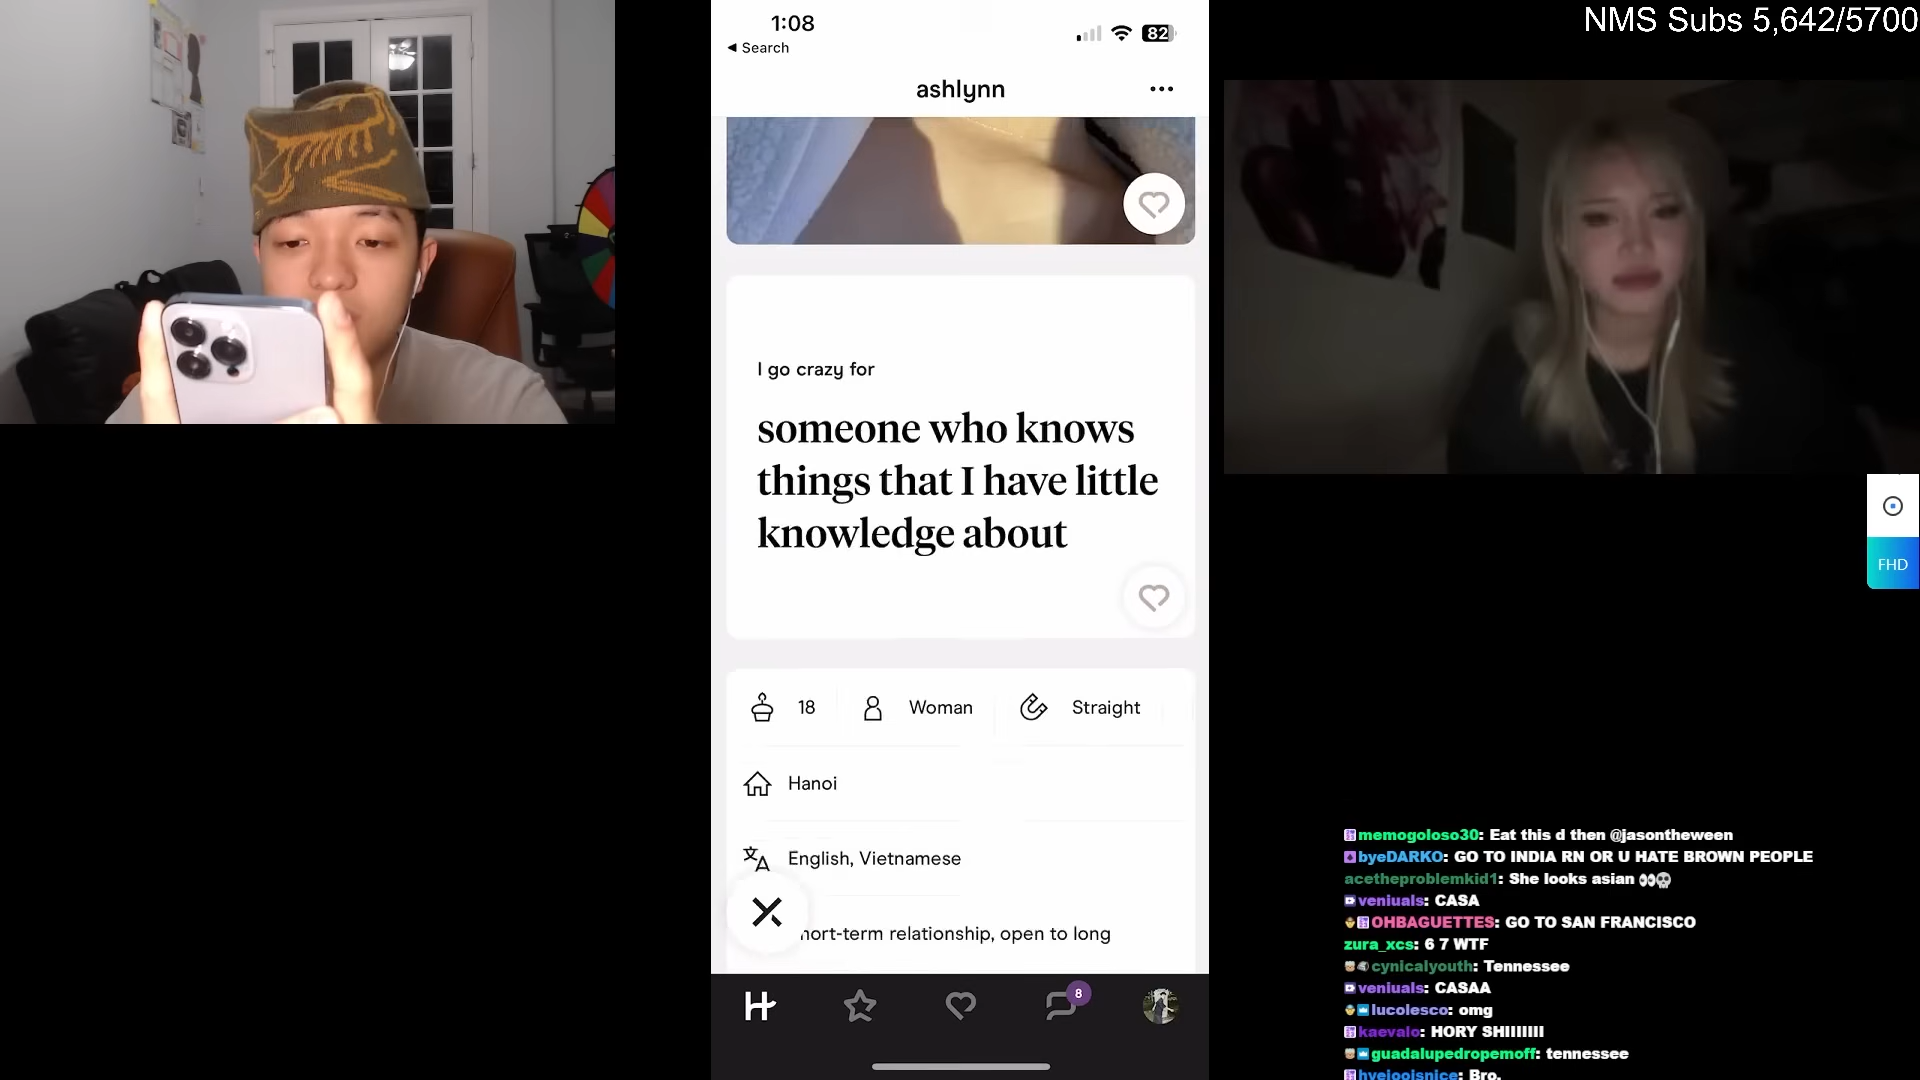 NMS Subs 5,642/5700
1:08
82
◄ Search
ashlynn
I go crazy for
someone who knows
things that I have little
knowledge about
18
Woman
Straight
Hanoi
English, Vietnamese
hort-term relationship, open to long
8
FHD
memogoloso30: Eat this d then @jasontheween
byeDARKO: GO TO INDIA RN OR U HATE BROWN PEOPLE
acetheproblemkid1: She looks asian 👀💀
veniuals: CASA
OHBAGUETTES: GO TO SAN FRANCISCO
zura_xcs: 6 7 WTF
cynicalyouth: Tennessee
veniuals: CASAA
lucolesco: omg
kaevalo: HORY SHIIIIIII
guadalupedropemoff: tennessee
hyejooisnice: Bro.